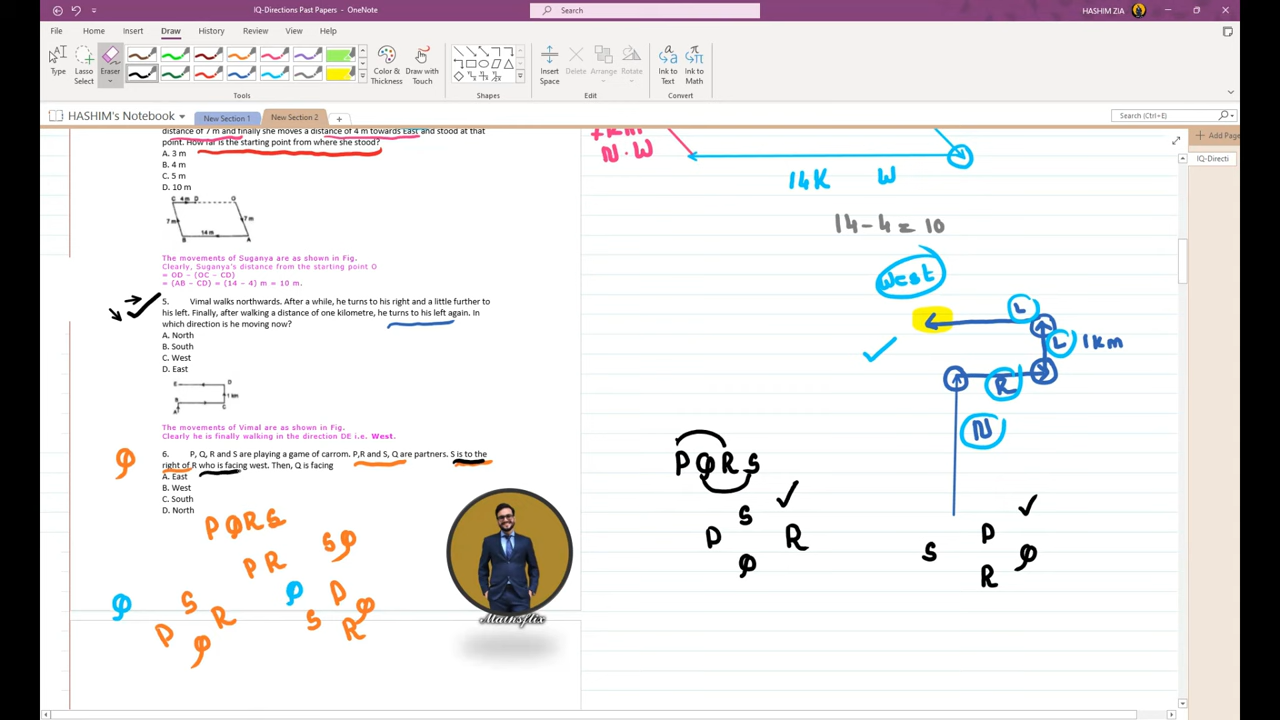 IQ-Directions Past Papers - OneNote
Search
HASHIM ZIA
File Home Insert Draw History Review View Help
Type
Lasso Select
Eraser
Color & Thickness
Draw with Touch
Insert Space
Delete
Arrange
Rotate
Ink to Text
Ink to Math
Tools
Shapes
Edit
Convert
HASHIM's Notebook
New Section 1
New Section 2
Search (Ctrl+E)
Add Page
IQ-Directi
distance of 7 m and finally she moves a distance of 4 m towards East and stood at that
point. How far is the starting point from where she stood?
A. 3 m
B. 4 m
C. 5 m
D. 10 m
C 4 m D O
7 m 7 m
14 m
B A
The movements of Suganya are as shown in Fig.
Clearly, Suganya's distance from the starting point O
= OD − (OC − CD)
= (AB − CD) = (14 − 4) m = 10 m.
5. Vimal walks northwards. After a while, he turns to his right and a little further to
his left. Finally, after walking a distance of one kilometre, he turns to his left again. In
which direction is he moving now?
A. North
B. South
C. West
D. East
E D
1 km
B C
A
The movements of Vimal are as shown in Fig.
Clearly he is finally walking in the direction DE i.e. West.
6. P, Q, R and S are playing a game of carrom. P,R and S, Q are partners. S is to the
right of R who is facing west. Then, Q is facing
A. East
B. West
C. South
D. North
Q
P Q R S
P R
S Q
Q
S
P R
Q
Q
P
S Q
R
Mainsflix
N.W
14K W
14-4=10
West
L
L 1km
R
N
P Q R S
S
P R
Q
P
S Q
R